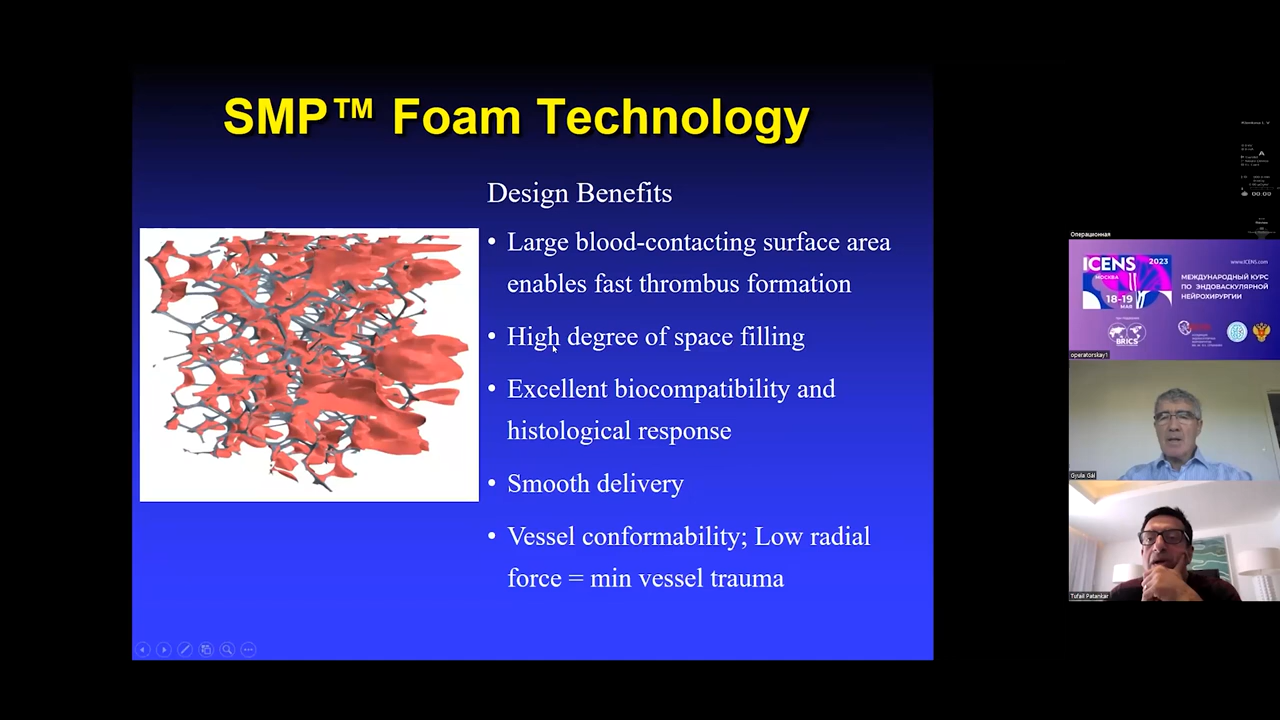 SMP™ Foam Technology
Design Benefits
• Large blood-contacting surface area
enables fast thrombus formation
• High degree of space filling
• Excellent biocompatibility and
histological response
• Smooth delivery
• Vessel conformability; Low radial
force = min vessel trauma
Операционная
ICENS 2023
МОСКВА
18-19
МАЯ
www.ICENS.com
МЕЖДУНАРОДНЫЙ КУРС
ПО ЭНДОВАСКУЛЯРНОЙ
НЕЙРОХИРУРГИИ
BRICS
operatorskay1
Gyula Gál
Tufail Patankar